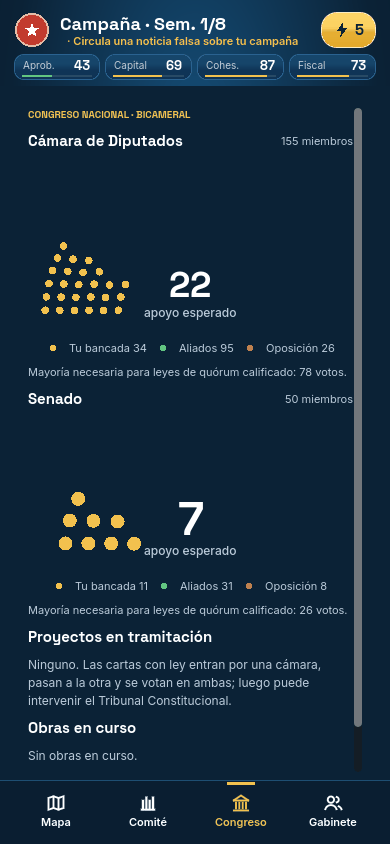 Campaña · Sem. 1/8
· Circula una noticia falsa sobre tu campaña
5
Aprob. 43
Capital 69
Cohes. 87
Fiscal 73
CONGRESO NACIONAL · BICAMERAL
Cámara de Diputados
155 miembros
22
apoyo esperado
Tu bancada 34 Aliados 95 Oposición 26
Mayoría necesaria para leyes de quórum calificado: 78 votos.
Senado
50 miembros
7
apoyo esperado
Tu bancada 11 Aliados 31 Oposición 8
Mayoría necesaria para leyes de quórum calificado: 26 votos.
Proyectos en tramitación
Ninguno. Las cartas con ley entran por una cámara,
pasan a la otra y se votan en ambas; luego puede
intervenir el Tribunal Constitucional.
Obras en curso
Sin obras en curso.
Mapa
Comité
Congreso
Gabinete